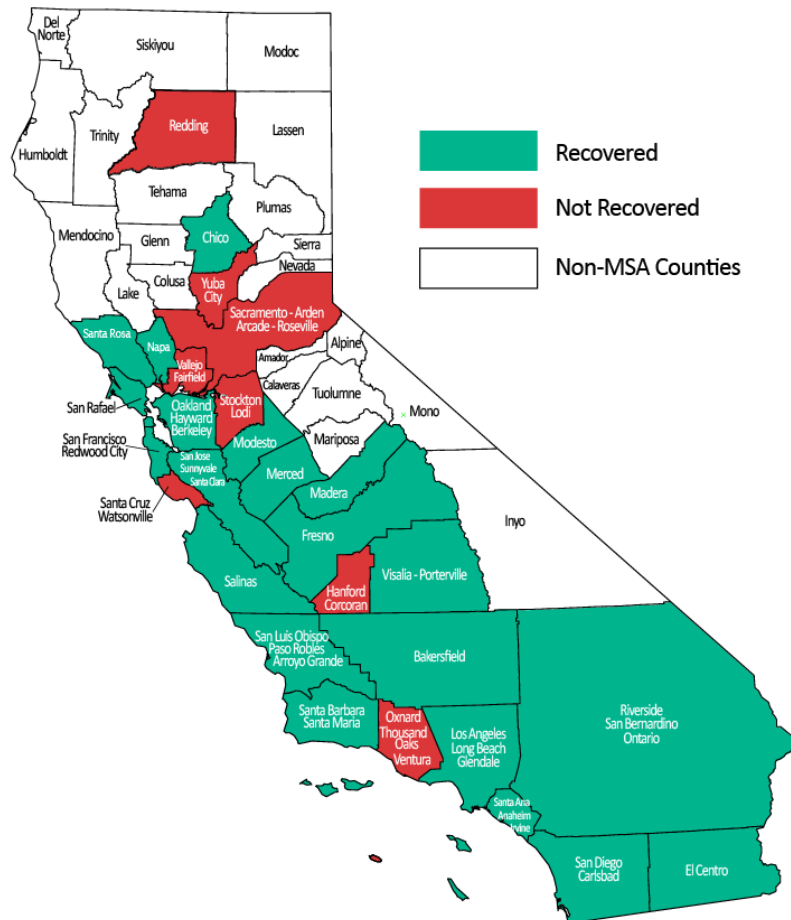 Del
Norte
Siskiyou
Modoc
Humboldt
Trinity
Redding
Lassen
Recovered
Not Recovered
Non-MSA Counties
Tehama
Plumas
Mendocino
Glenn
Chico
Sierra
Nevada
Lake
Colusa
Yuba
City
Sacramento - Arden
Arcade - Roseville
Santa Rosa
Napa
Vallejo
Fairfield
Amador
Alpine
Calaveras
Tuolumne
Mono
San Rafael
Oakland
Hayward
Berkeley
Stockton
Lodi
Mariposa
San Francisco
Redwood City
Modesto
San Jose
Sunnyvale
Santa Clara
Merced
Madera
Santa Cruz
Watsonville
Fresno
Inyo
Salinas
Hanford
Corcoran
Visalia - Porterville
San Luis Obispo
Paso Robles
Arroyo Grande
Bakersfield
Santa Barbara
Santa Maria
Oxnard
Thousand
Oaks
Ventura
Los Angeles
Long Beach
Glendale
Riverside
San Bernardino
Ontario
Santa Ana
Anaheim
Irvine
San Diego
Carlsbad
El Centro